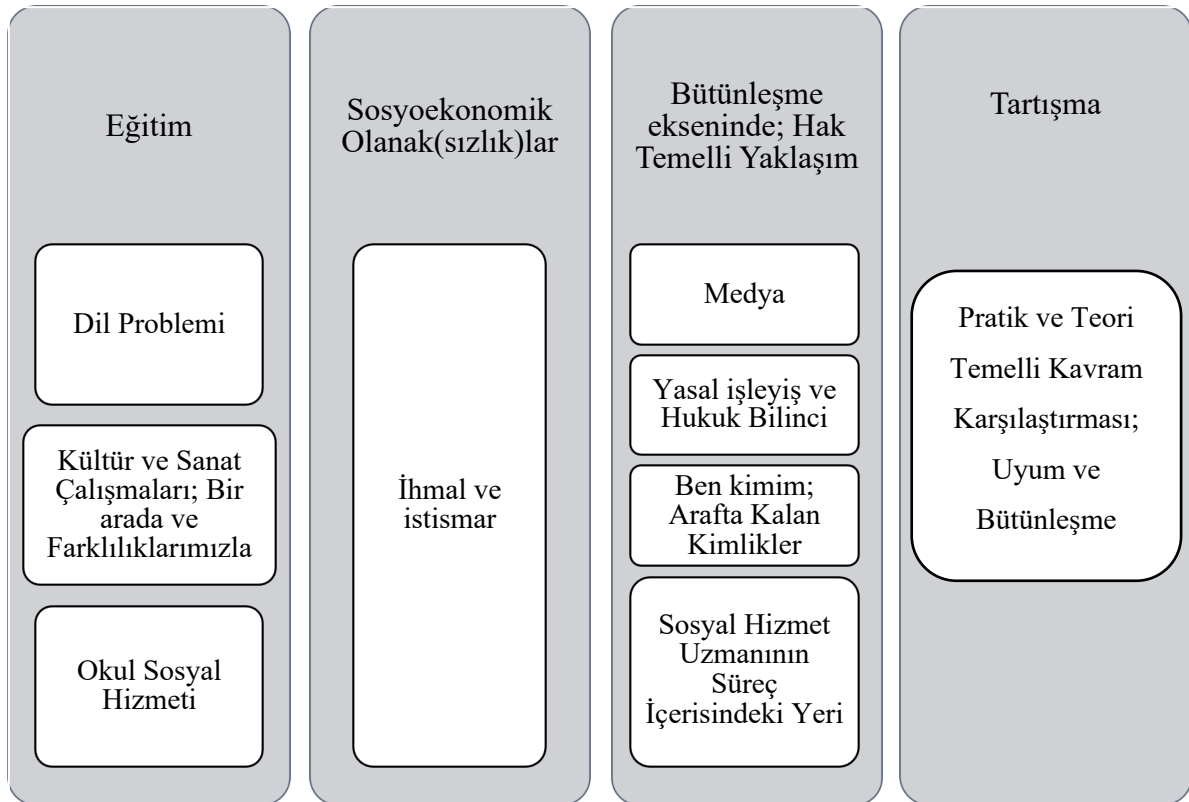 Eğitim
Dil Problemi
Kültür ve Sanat
Çalışmaları; Bir
arada ve
Farklılıklarımızla
Okul Sosyal
Hizmeti
Sosyoekonomik
Olanak(sızlık)lar
İhmal ve
istismar
Bütünleşme
ekseninde; Hak
Temelli Yaklaşım
Medya
Yasal işleyiş ve
Hukuk Bilinci
Ben kimim;
Arafta Kalan
Kimlikler
Sosyal Hizmet
Uzmanının
Süreç
İçerisindeki Yeri
Tartışma
Pratik ve Teori
Temelli Kavram
Karşılaştırması;
Uyum ve
Bütünleşme